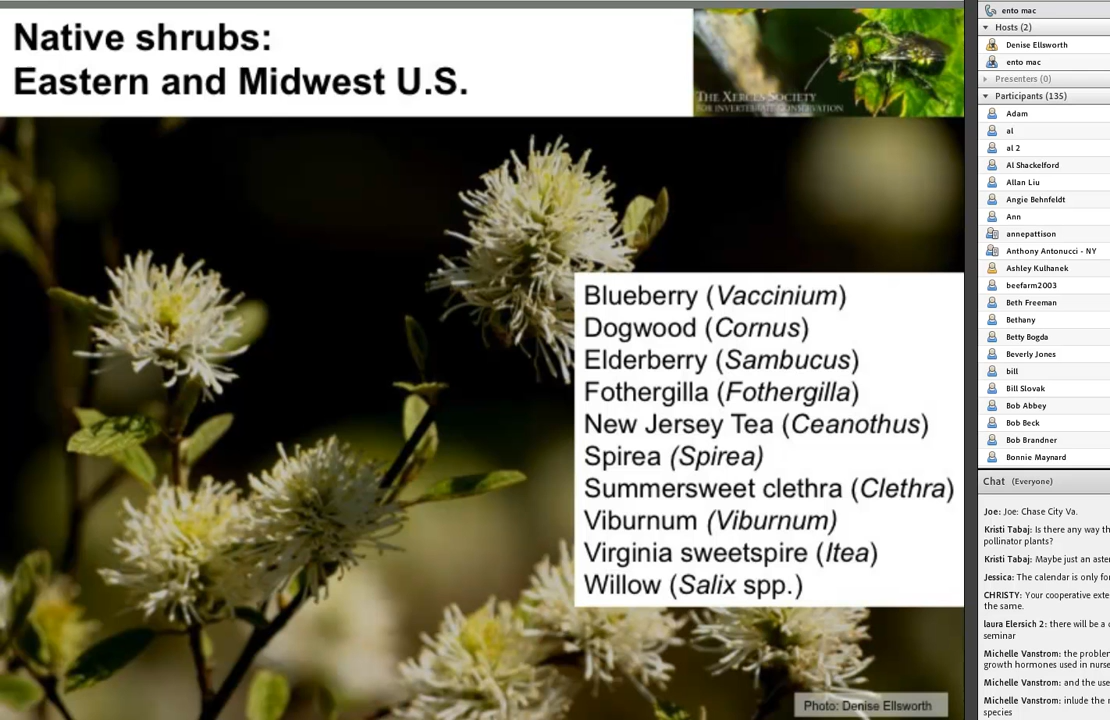 Native shrubs:
Eastern and Midwest U.S.
THE XERCES SOCIETY
FOR INVERTEBRATE CONSERVATION
Blueberry (Vaccinium)
Dogwood (Cornus)
Elderberry (Sambucus)
Fothergilla (Fothergilla)
New Jersey Tea (Ceanothus)
Spirea (Spirea)
Summersweet clethra (Clethra)
Viburnum (Viburnum)
Virginia sweetspire (Itea)
Willow (Salix spp.)
Photo: Denise Ellsworth
ento mac
Hosts (2)
Denise Ellsworth
ento mac
Presenters (0)
Participants (135)
Adam
al
al 2
Al Shackelford
Allan Liu
Angie Behnfeldt
Ann
annepattison
Anthony Antonucci - NY
Ashley Kulhanek
beefarm2003
Beth Freeman
Bethany
Betty Bogda
Beverly Jones
bill
Bill Slovak
Bob Abbey
Bob Beck
Bob Brandner
Bonnie Maynard
Chat (Everyone)
Joe: Joe: Chase City Va.
Kristi Tabaj: Is there any way th
pollinator plants?
Kristi Tabaj: Maybe just an aster
Jessica: The calendar is only for
CHRISTY: Your cooperative exte
the same.
laura Elersich 2: there will be a c
seminar
Michelle Vanstrom: the problem
growth hormones used in nurse
Michelle Vanstrom: and the use
Michelle Vanstrom: inlude the r
species